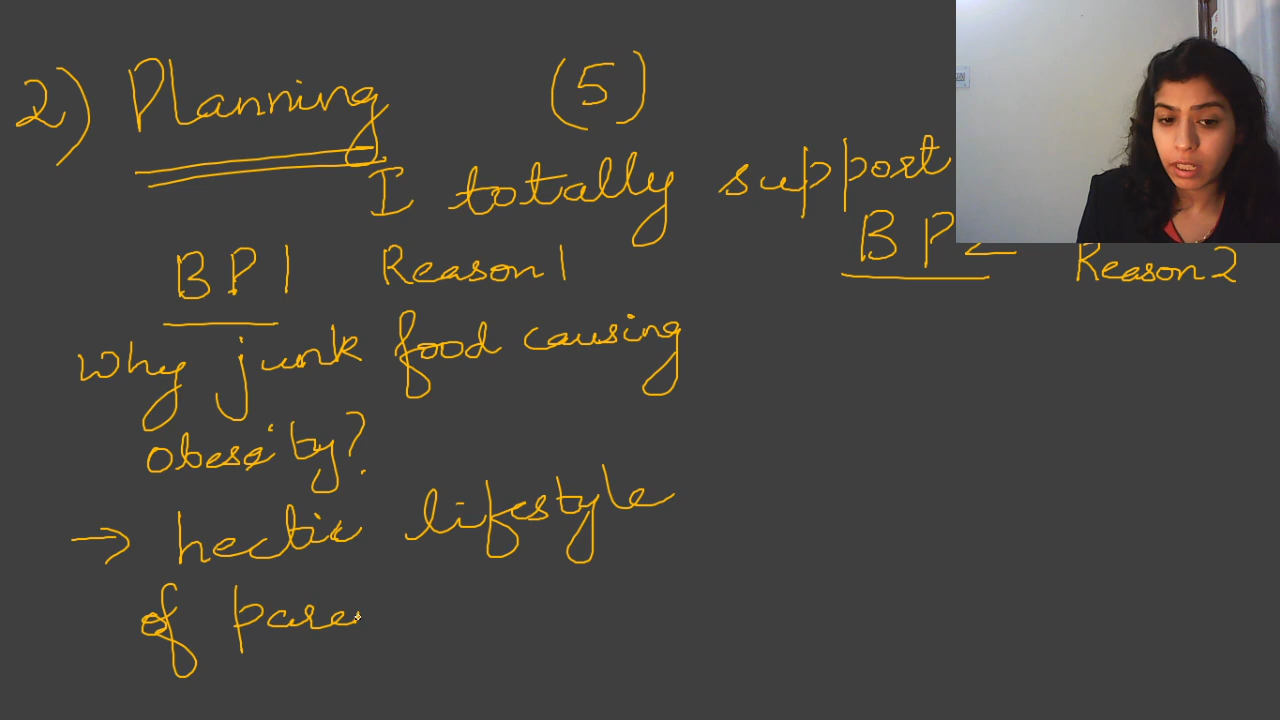 2) Planning (5)
I totally support
BP1 Reason 1
BP2 Reason 2
Why junk food causing
obesity?
→ hectic lifestyle
of pare